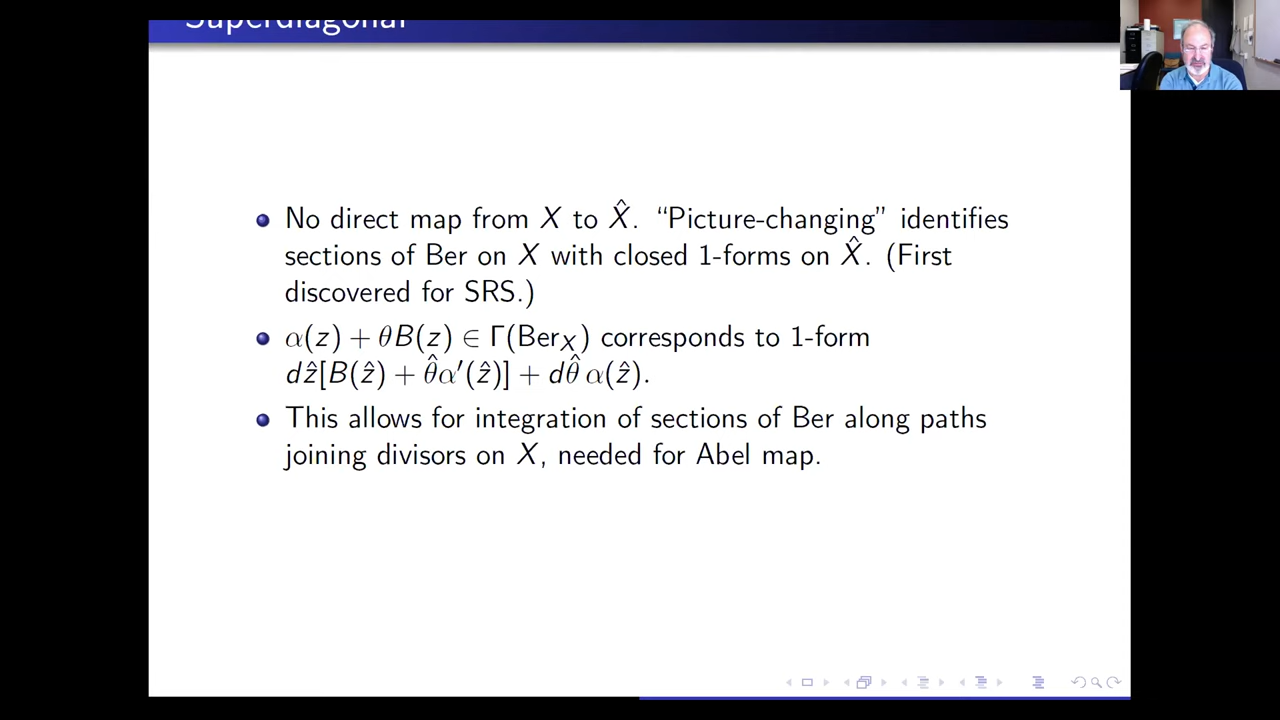 Superdiagonal
No direct map from X to X̂. “Picture-changing” identifies
sections of Ber on X with closed 1-forms on X̂. (First
discovered for SRS.)
α(z) + θB(z) ∈ Γ(Ber_X) corresponds to 1-form
dẑ[B(ẑ) + θ̂α′(ẑ)] + dθ̂ α(ẑ).
This allows for integration of sections of Ber along paths
joining divisors on X, needed for Abel map.